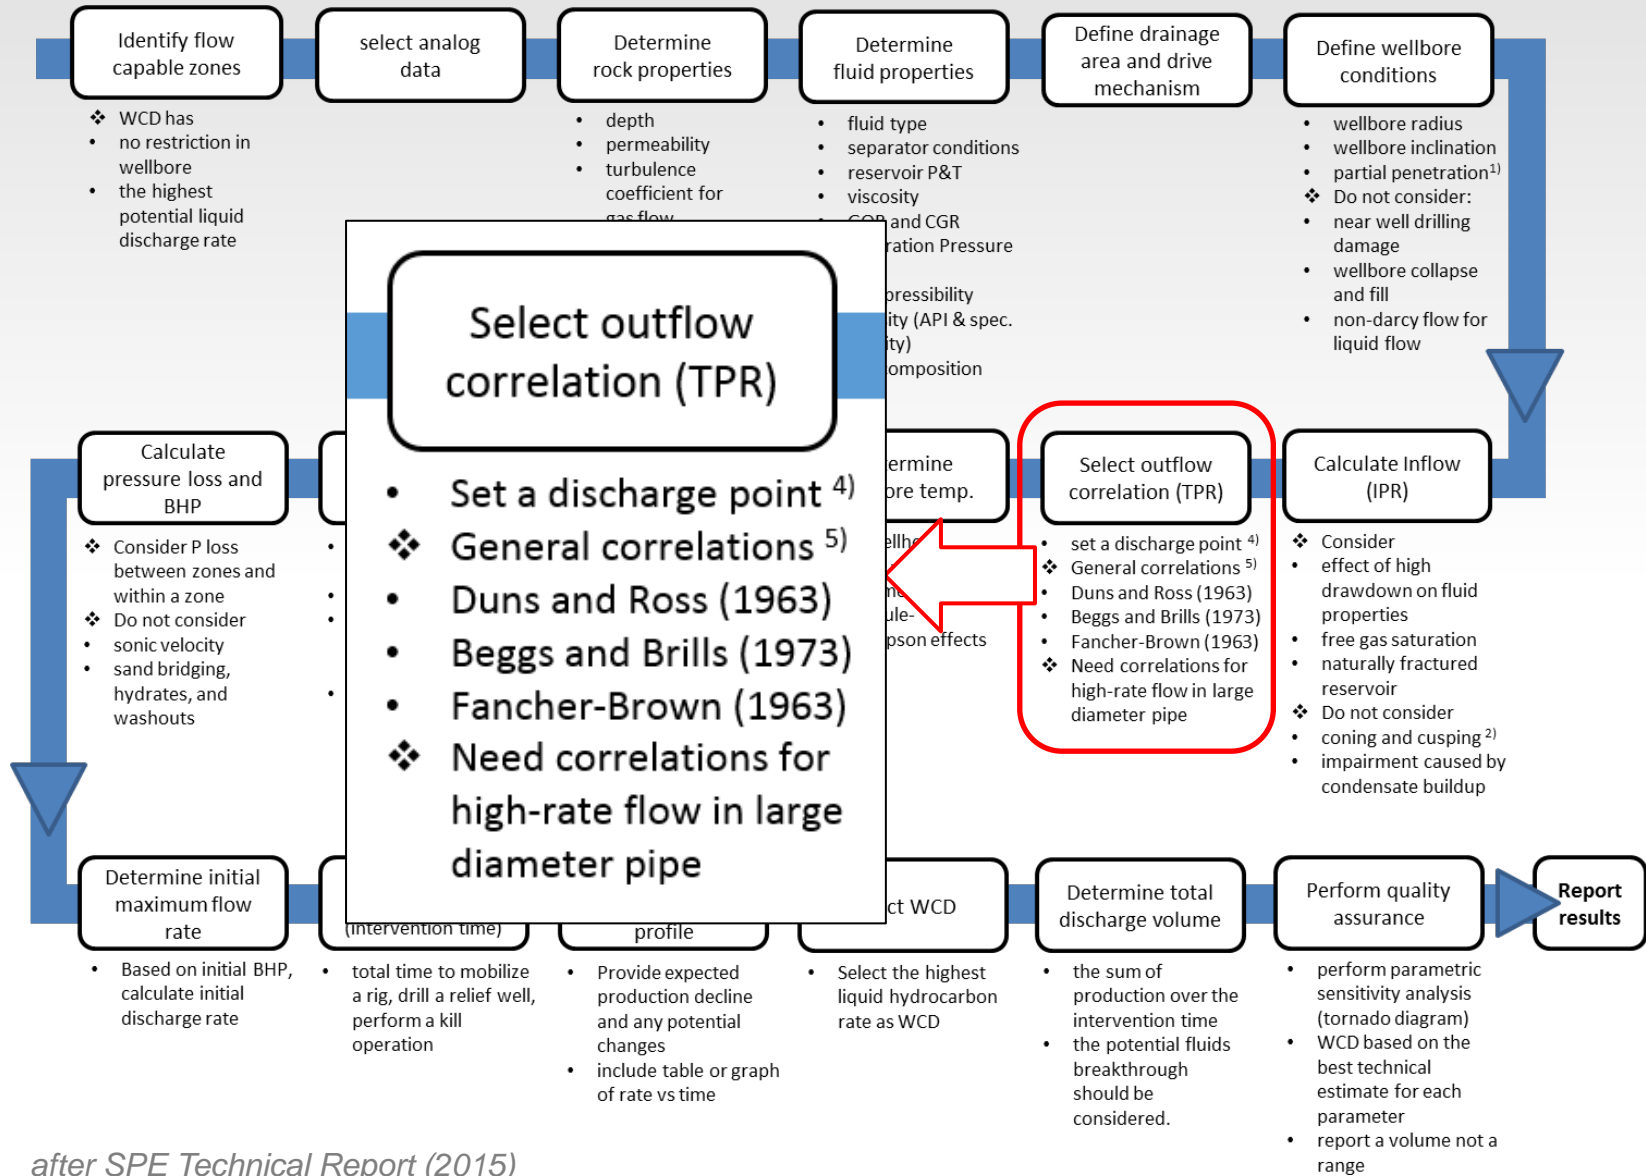 Identify flow
capable zones
❖ WCD has
• no restriction in
wellbore
• the highest
potential liquid
discharge rate
select analog
data
Determine
rock properties
• depth
• permeability
• turbulence
coefficient for
gas flow
Determine
fluid properties
• fluid type
• separator conditions
• reservoir P&T
• viscosity
and CGR
Pressure
(API & spec.
Define drainage
area and drive
mechanism
Define wellbore
conditions
• wellbore radius
• wellbore inclination
• partial penetration 1)
❖ Do not consider:
• near well drilling
damage
• wellbore collapse
and fill
• non-darcy flow for
liquid flow
Calculate Inflow
(IPR)
❖ Consider
• effect of high
drawdown on fluid
properties
• free gas saturation
• naturally fractured
reservoir
❖ Do not consider
• coning and cusping 2)
• impairment caused by
condensate buildup
Select outflow
correlation (TPR)
• set a discharge point 4)
❖ General correlations 5)
• Duns and Ross (1963)
• Beggs and Brills (1973)
• Fancher-Brown (1963)
❖ Need correlations for
high-rate flow in large
diameter pipe
temp.
effects
Select outflow
correlation (TPR)
• Set a discharge point 4)
❖ General correlations 5)
• Duns and Ross (1963)
• Beggs and Brills (1973)
• Fancher-Brown (1963)
❖ Need correlations for
high-rate flow in large
diameter pipe
Calculate
pressure loss and
BHP
❖ Consider P loss
between zones and
within a zone
❖ Do not consider
• sonic velocity
• sand bridging,
hydrates, and
washouts
Determine initial
maximum flow
rate
• Based on initial BHP,
calculate initial
discharge rate
(intervention time)
• total time to mobilize
a rig, drill a relief well,
perform a kill
operation
profile
• Provide expected
production decline
and any potential
changes
• include table or graph
of rate vs time
WCD
• Select the highest
liquid hydrocarbon
rate as WCD
Determine total
discharge volume
• the sum of
production over the
intervention time
• the potential fluids
breakthrough
should be
considered.
Perform quality
assurance
• perform parametric
sensitivity analysis
(tornado diagram)
• WCD based on the
best technical
estimate for each
parameter
• report a volume not a
range
Report
results
after SPE Technical Report (2015)